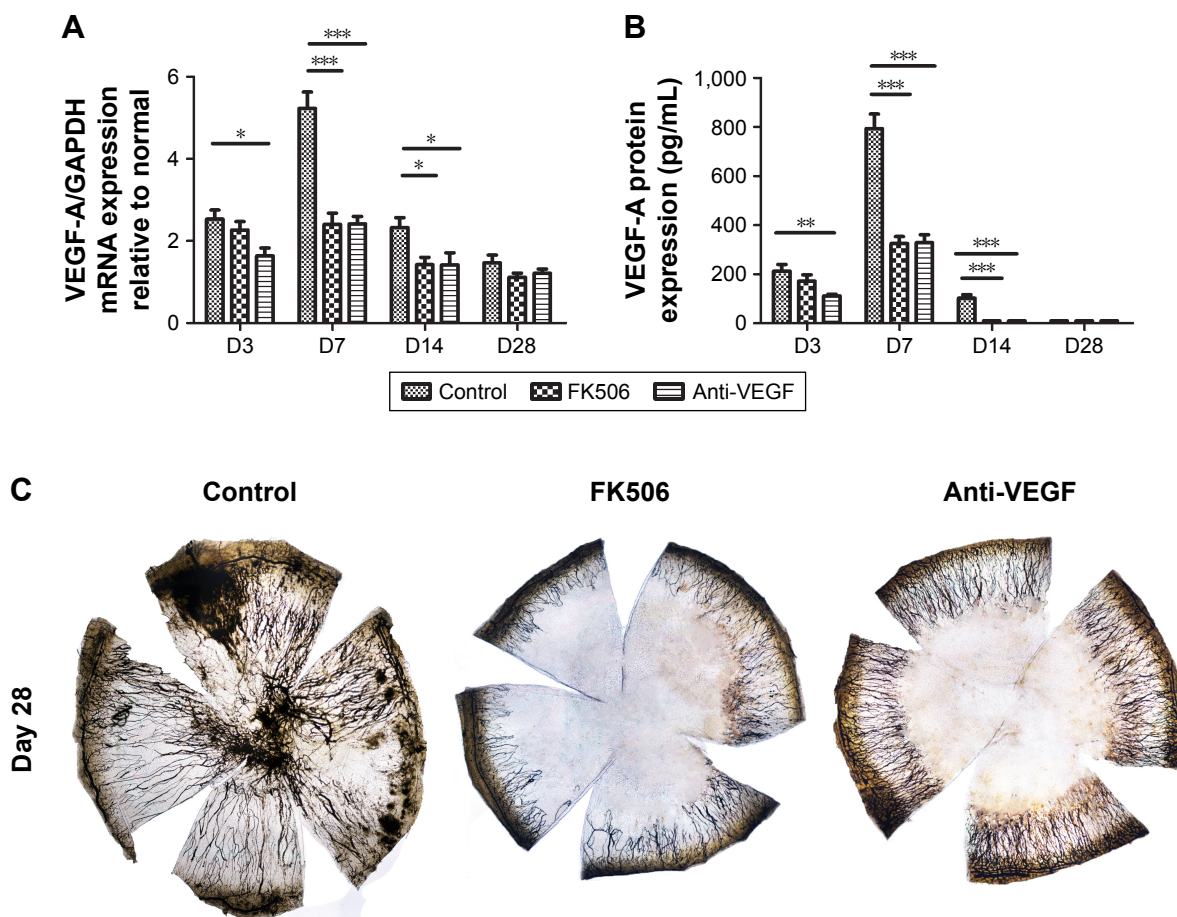 A
VEGF-A/GAPDH
mRNA expression
relative to normal
6
4
2
0
*
***
***
*
*
D3 D7 D14 D28
B
VEGF-A protein
expression (pg/mL)
1,000
800
600
400
200
0
**
***
***
***
***
D3 D7 D14 D28
Control FK506 Anti-VEGF
C
Control FK506 Anti-VEGF
Day 28